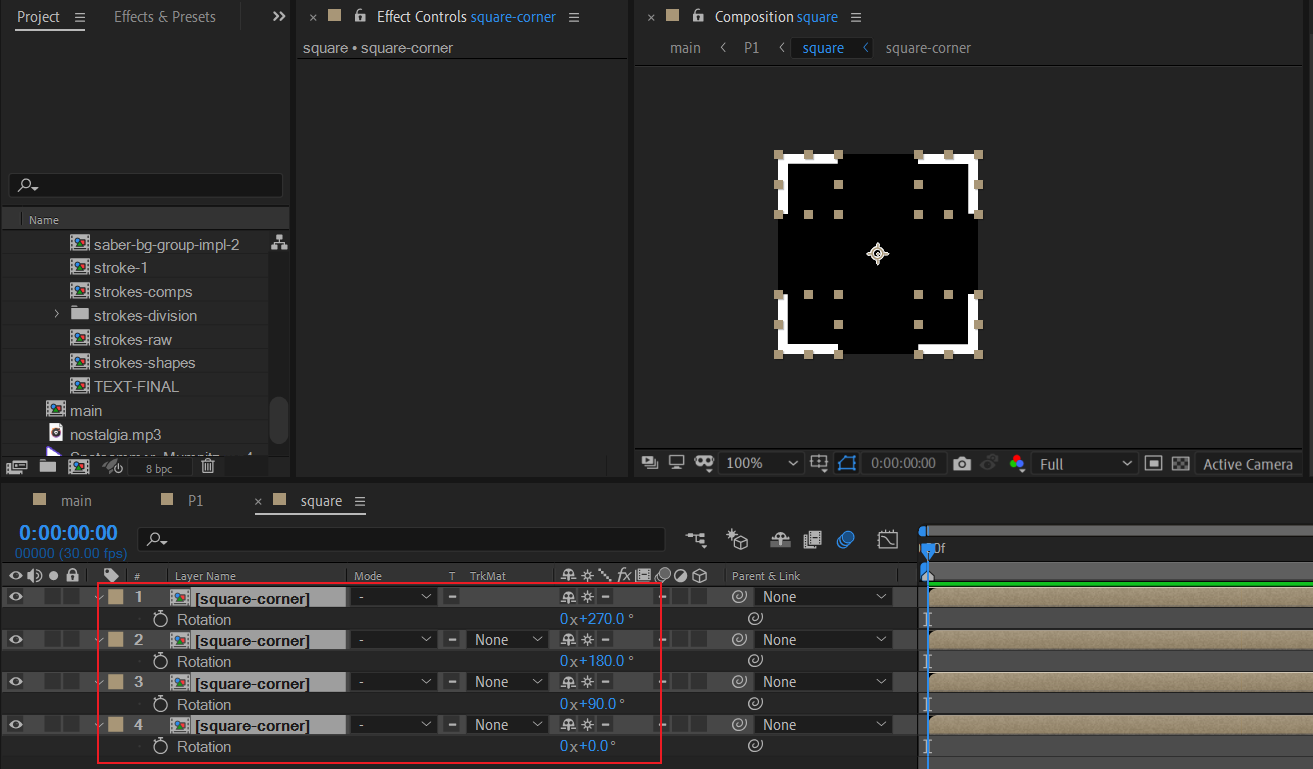 Project
Effects & Presets
Effect Controls square-corner
Composition square
square • square-corner
main
P1
square
square-corner
Name
saber-bg-group-impl-2
stroke-1
strokes-comps
strokes-division
strokes-raw
strokes-shapes
TEXT-FINAL
main
nostalgia.mp3
8 bpc
100%
0:00:00:00
Full
Active Camera
main
P1
square
0:00:00:00
00000 (30.00 fps)
# Layer Name Mode T TrkMat fx Parent & Link
1 [square-corner] - None
Rotation 0x+270.0°
2 [square-corner] - None None
Rotation 0x+180.0°
3 [square-corner] - None None
Rotation 0x+90.0°
4 [square-corner] - None None
Rotation 0x+0.0°